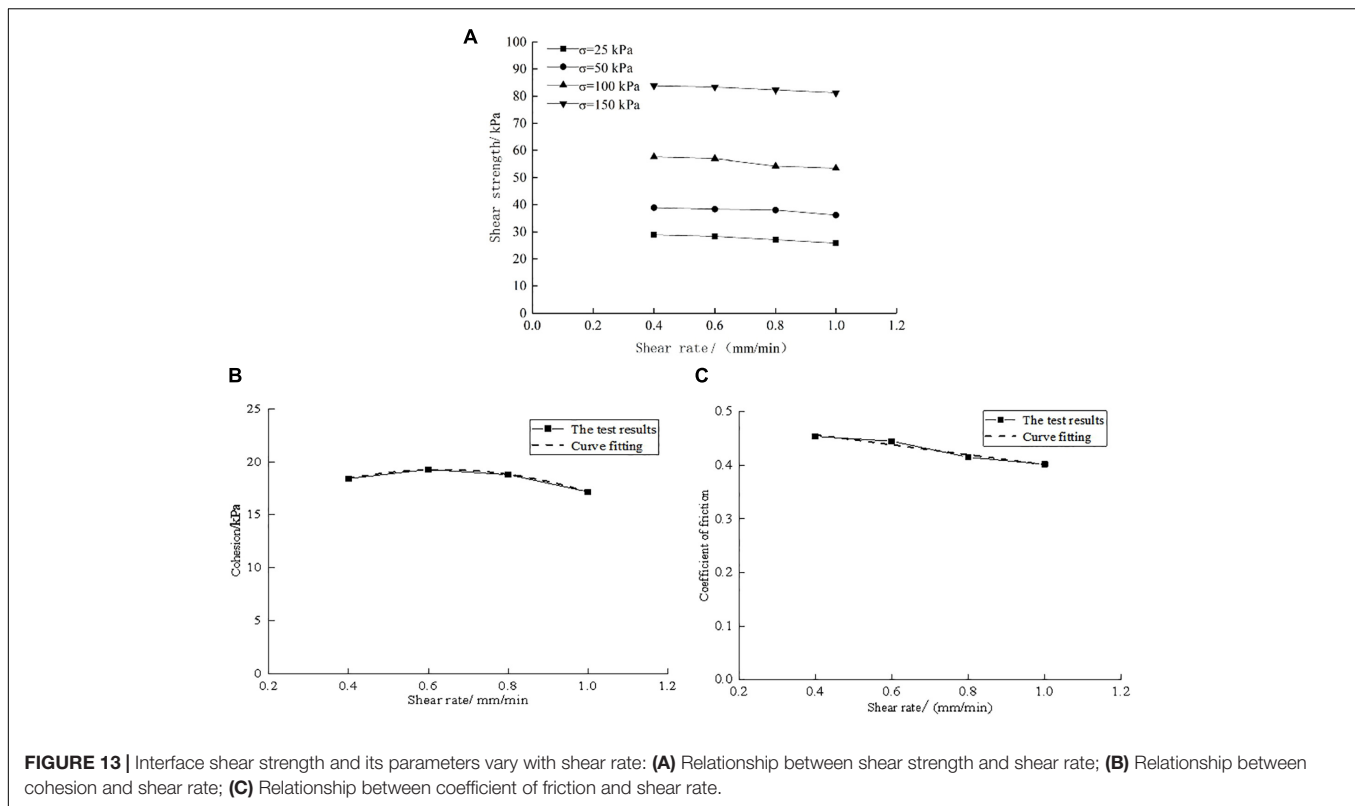 A
100
90
80
70
60
50
40
30
20
10
0
0.0 0.2 0.4 0.6 0.8 1.0 1.2
Shear strength/kPa
Shear rate/ (mm/min)
σ=25 kPa
σ=50 kPa
σ=100 kPa
σ=150 kPa
B
25
20
15
10
5
0
0.2 0.4 0.6 0.8 1.0 1.2
Cohesion/kPa
Shear rate/ mm/min
The test results
Curve fitting
C
0.5
0.4
0.3
0.2
0.1
0.0
0.2 0.4 0.6 0.8 1.0 1.2
Coefficient of friction
Shear rate/ (mm/min)
The test results
Curve fitting
FIGURE 13 | Interface shear strength and its parameters vary with shear rate: (A) Relationship between shear strength and shear rate; (B) Relationship between
cohesion and shear rate; (C) Relationship between coefficient of friction and shear rate.